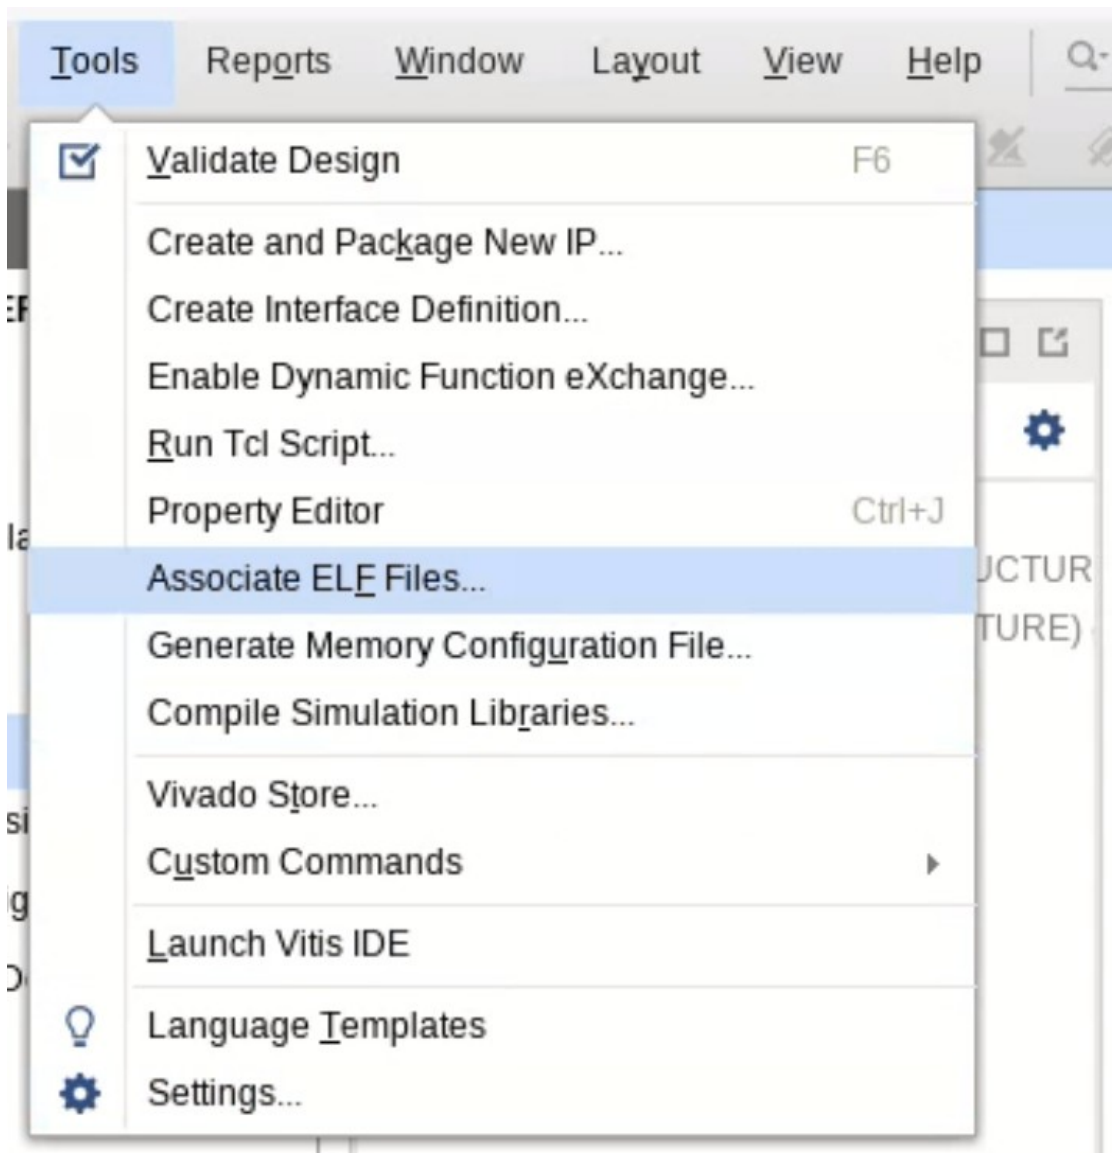 Tools Reports Window Layout View Help
Validate Design F6
Create and Package New IP...
Create Interface Definition...
Enable Dynamic Function eXchange...
Run Tcl Script...
Property Editor Ctrl+J
Associate ELF Files...
UCTUR
Generate Memory Configuration File...
TURE)
Compile Simulation Libraries...
Vivado Store...
Custom Commands
Launch Vitis IDE
Language Templates
Settings...